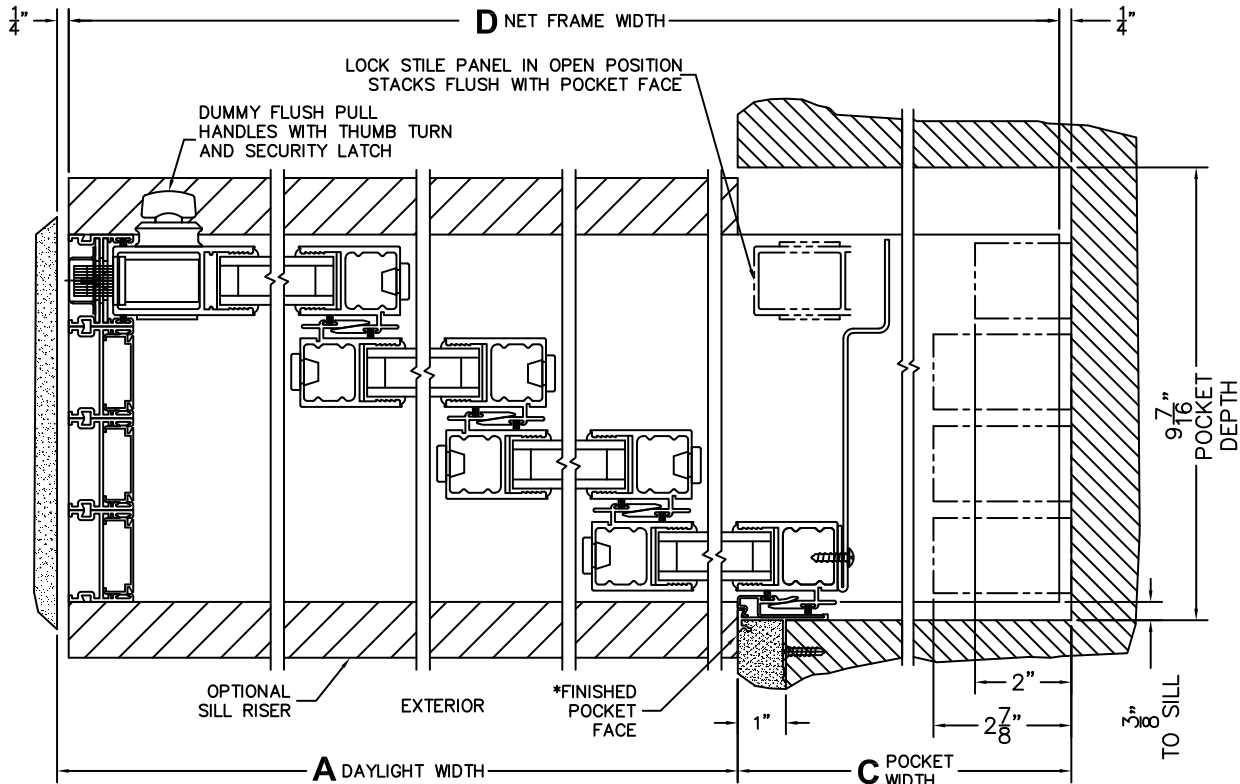 1/4"
D NET FRAME WIDTH
1/4"
LOCK STILE PANEL IN OPEN POSITION
STACKS FLUSH WITH POCKET FACE
DUMMY FLUSH PULL
HANDLES WITH THUMB TURN
AND SECURITY LATCH
9 7/16"
POCKET
DEPTH
OPTIONAL
SILL RISER
EXTERIOR
*FINISHED
POCKET
FACE
1"
2"
2 7/8"
3/8"
TO SILL
A DAYLIGHT WIDTH
C POCKET
WIDTH